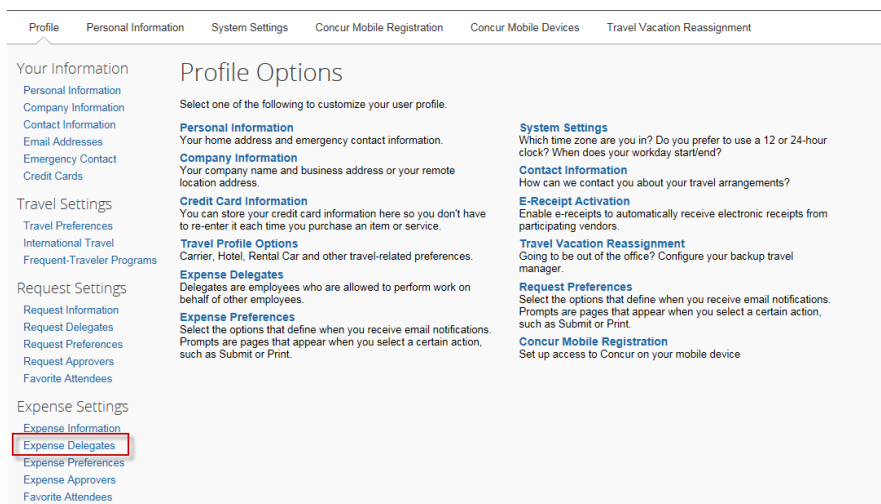 Profile Personal Information System Settings Concur Mobile Registration Concur Mobile Devices Travel Vacation Reassignment
Your Information
Personal Information
Company Information
Contact Information
Email Addresses
Emergency Contact
Credit Cards
Travel Settings
Travel Preferences
International Travel
Frequent-Traveler Programs
Request Settings
Request Information
Request Delegates
Request Preferences
Request Approvers
Favorite Attendees
Expense Settings
Expense Information
Expense Delegates
Expense Preferences
Expense Approvers
Favorite Attendees
Profile Options
Select one of the following to customize your user profile.
Personal Information
Your home address and emergency contact information.
Company Information
Your company name and business address or your remote
location address.
Credit Card Information
You can store your credit card information here so you don't have
to re-enter it each time you purchase an item or service.
Travel Profile Options
Carrier, Hotel, Rental Car and other travel-related preferences.
Expense Delegates
Delegates are employees who are allowed to perform work on
behalf of other employees.
Expense Preferences
Select the options that define when you receive email notifications.
Prompts are pages that appear when you select a certain action,
such as Submit or Print.
System Settings
Which time zone are you in? Do you prefer to use a 12 or 24-hour
clock? When does your workday start/end?
Contact Information
How can we contact you about your travel arrangements?
E-Receipt Activation
Enable e-receipts to automatically receive electronic receipts from
participating vendors.
Travel Vacation Reassignment
Going to be out of the office? Configure your backup travel
manager.
Request Preferences
Select the options that define when you receive email notifications.
Prompts are pages that appear when you select a certain action,
such as Submit or Print.
Concur Mobile Registration
Set up access to Concur on your mobile device